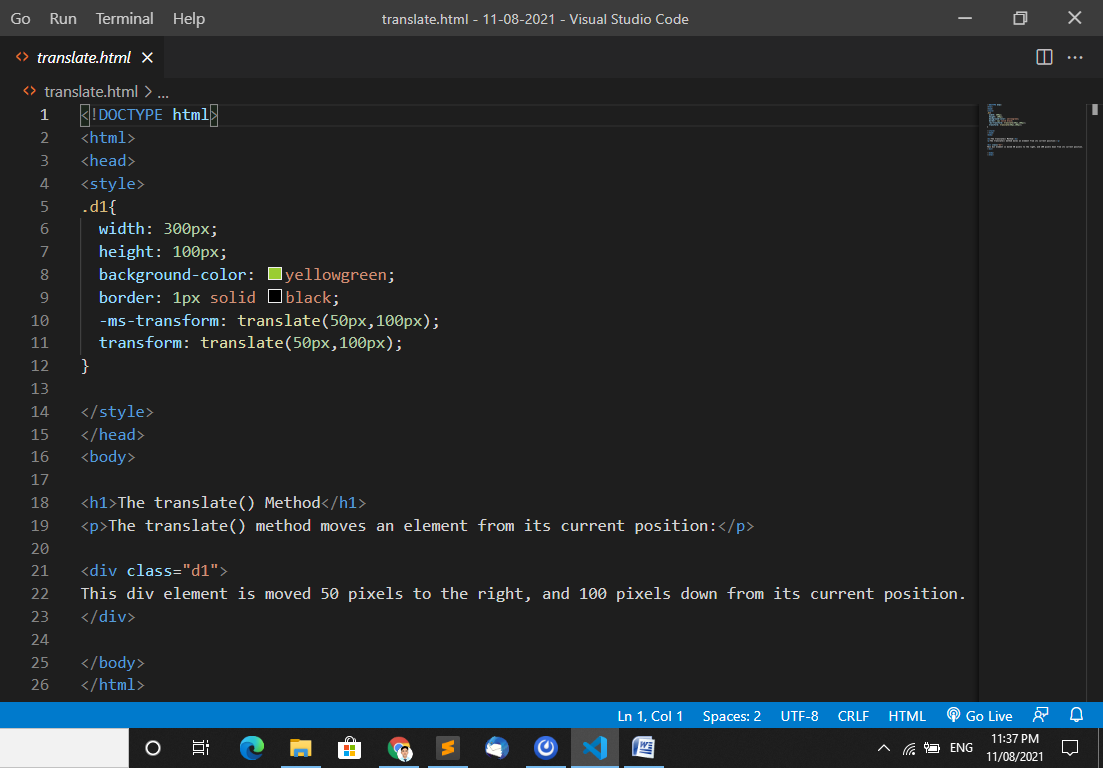 Go Run Terminal Help translate.html - 11-08-2021 - Visual Studio Code
translate.html
translate.html > ...
1 <!DOCTYPE html>
2 <html>
3 <head>
4 <style>
5 .d1{
6 width: 300px;
7 height: 100px;
8 background-color: yellowgreen;
9 border: 1px solid black;
10 -ms-transform: translate(50px,100px);
11 transform: translate(50px,100px);
12 }
13
14 </style>
15 </head>
16 <body>
17
18 <h1>The translate() Method</h1>
19 <p>The translate() method moves an element from its current position:</p>
20
21 <div class="d1">
22 This div element is moved 50 pixels to the right, and 100 pixels down from its current position.
23 </div>
24
25 </body>
26 </html>
Ln 1, Col 1 Spaces: 2 UTF-8 CRLF HTML Go Live
ENG 11:37 PM
11/08/2021